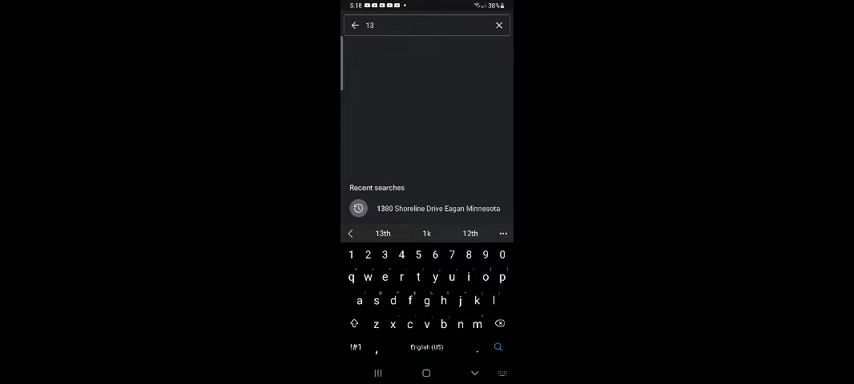 5:18 38%
13
Recent searches
1380 Shoreline Drive Eagan Minnesota
13th 1k 12th
1 2 3 4 5 6 7 8 9 0
q w e r t y u i o p
a s d f g h j k l
z x c v b n m
!#1 , English (US) .